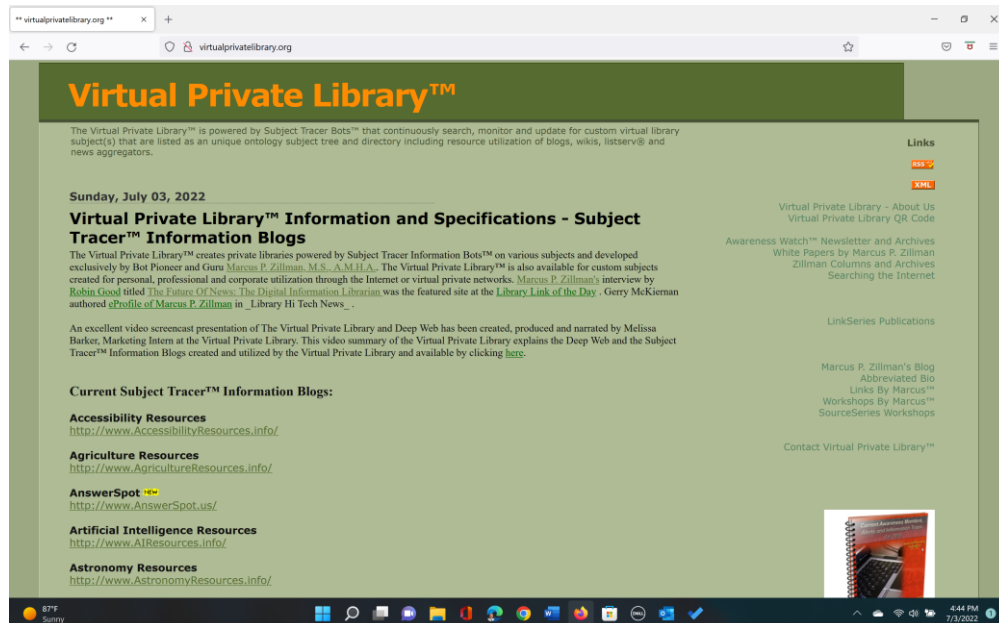 ** virtualprivatelibrary.org **
virtualprivatelibrary.org
Virtual Private Library™
The Virtual Private Library™ is powered by Subject Tracer Bots™ that continuously search, monitor and update for custom virtual library
subject(s) that are listed as an unique ontology subject tree and directory including resource utilization of blogs, wikis, listserv® and
news aggregators.
Sunday, July 03, 2022
Virtual Private Library™ Information and Specifications - Subject
Tracer™ Information Blogs
The Virtual Private Library™ creates private libraries powered by Subject Tracer Information Bots™ on various subjects and developed
exclusively by Bot Pioneer and Guru Marcus P. Zillman, M.S., A.M.H.A.. The Virtual Private Library™ is also available for custom subjects
created for personal, professional and corporate utilization through the Internet or virtual private networks. Marcus P. Zillman's interview by
Robin Good titled The Future Of News: The Digital Information Librarian was the featured site at the Library Link of the Day . Gerry McKiernan
authored eProfile of Marcus P. Zillman in _Library Hi Tech News_ .
An excellent video screencast presentation of The Virtual Private Library and Deep Web has been created, produced and narrated by Melissa
Barker, Marketing Intern at the Virtual Private Library. This video summary of the Virtual Private Library explains the Deep Web and the Subject
Tracer™ Information Blogs created and utilized by the Virtual Private Library and available by clicking here.
Current Subject Tracer™ Information Blogs:
Accessibility Resources
http://www.AccessibilityResources.info/
Agriculture Resources
http://www.AgricultureResources.info/
AnswerSpot NEW
http://www.AnswerSpot.us/
Artificial Intelligence Resources
http://www.AIResources.info/
Astronomy Resources
http://www.AstronomyResources.info/
Links
RSS
XML
Virtual Private Library - About Us
Virtual Private Library QR Code
Awareness Watch™ Newsletter and Archives
White Papers by Marcus P. Zillman
Zillman Columns and Archives
Searching the Internet
LinkSeries Publications
Marcus P. Zillman's Blog
Abbreviated Bio
Links By Marcus™
Workshops By Marcus™
SourceSeries Workshops
Contact Virtual Private Library™
87°F
Sunny
4:44 PM
7/3/2022